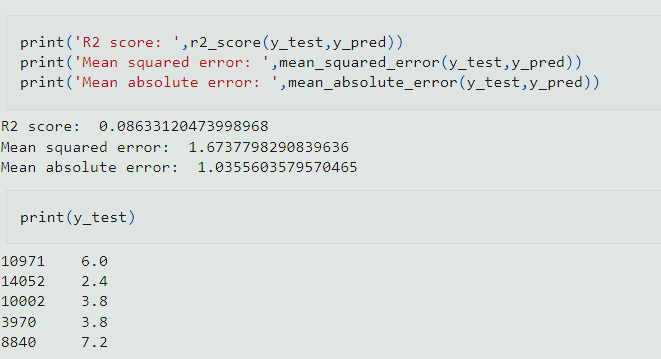 print('R2 score: ',r2_score(y_test,y_pred))
print('Mean squared error: ',mean_squared_error(y_test,y_pred))
print('Mean absolute error: ',mean_absolute_error(y_test,y_pred))
R2 score:  0.08633120473998968
Mean squared error:  1.6737798290839636
Mean absolute error:  1.0355603579570465
print(y_test)
10971    6.0
14052    2.4
10002    3.8
3970     3.8
8840     7.2